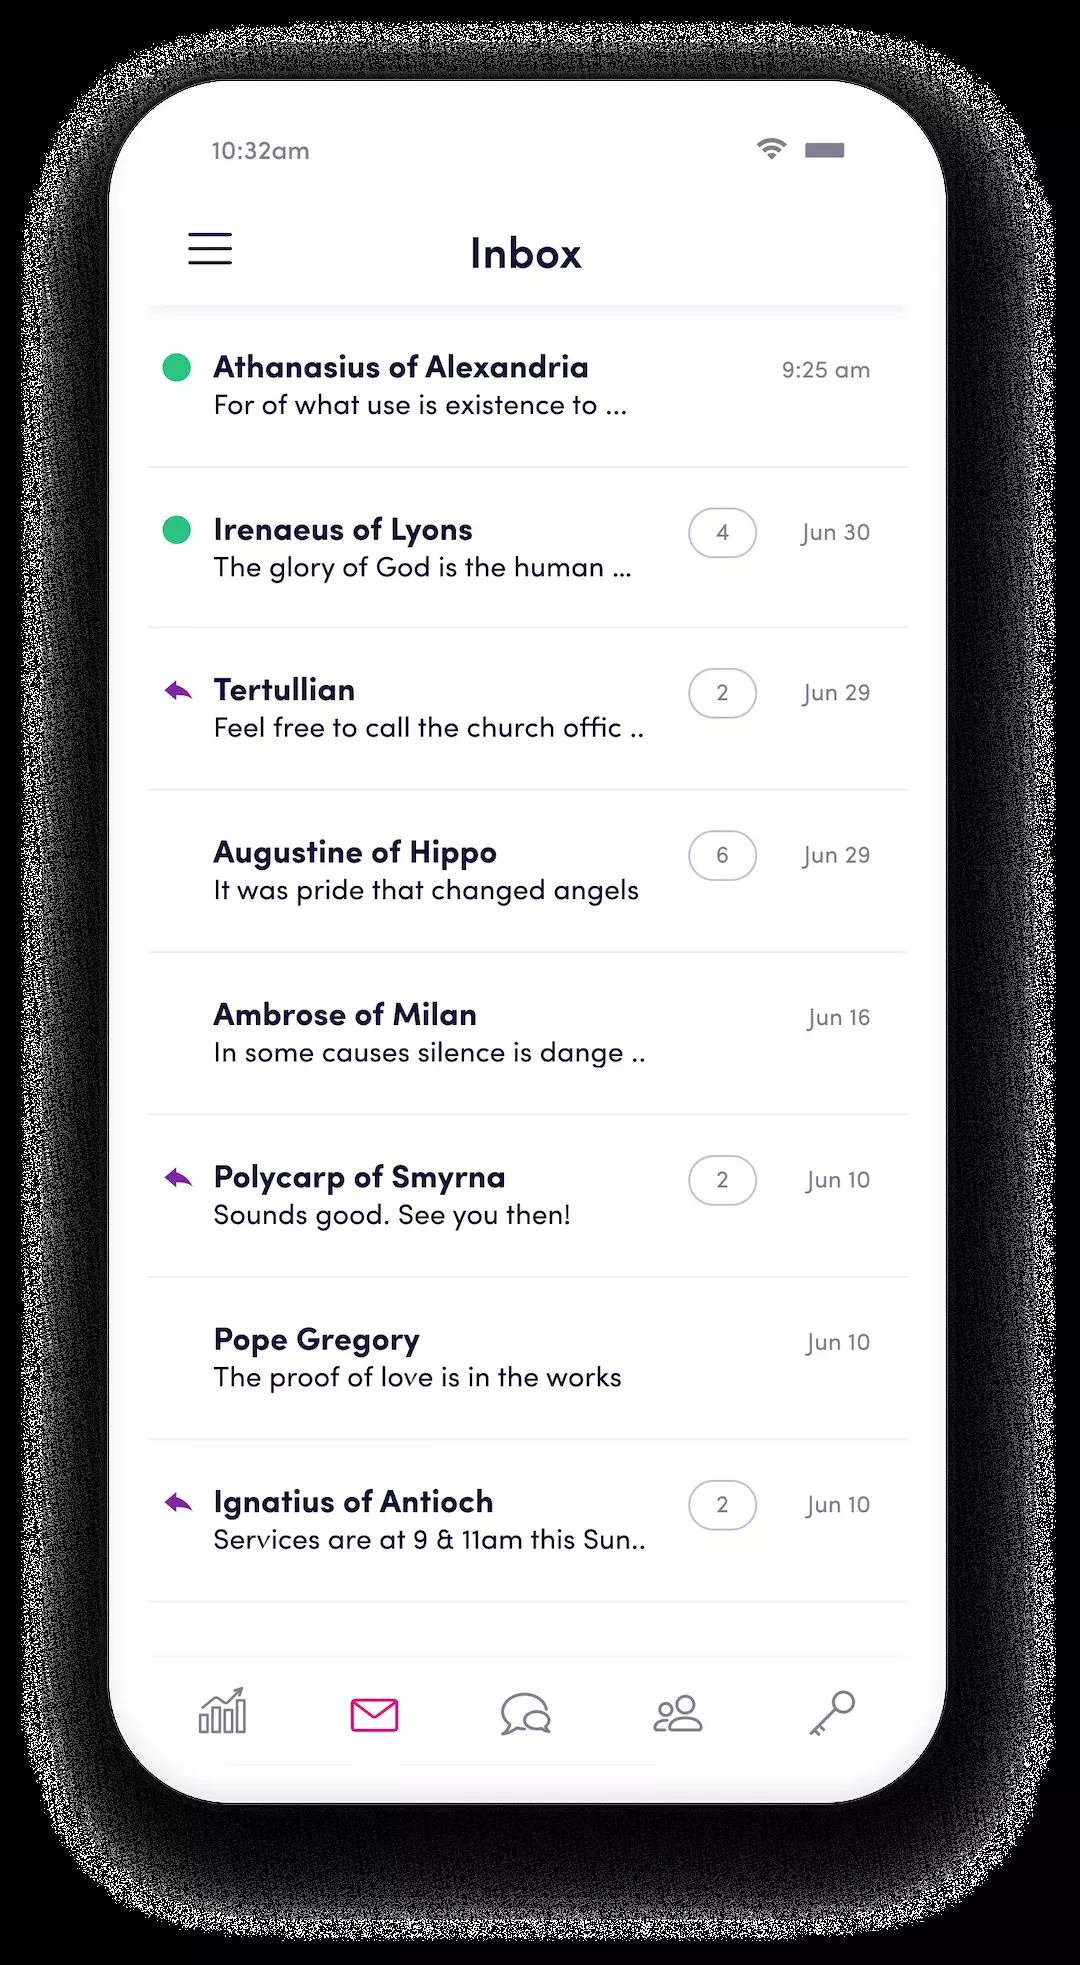 10:32am
Inbox
Athanasius of Alexandria 9:25 am
For of what use is existence to ...
Irenaeus of Lyons 4 Jun 30
The glory of God is the human ...
Tertullian 2 Jun 29
Feel free to call the church offic ..
Augustine of Hippo 6 Jun 29
It was pride that changed angels
Ambrose of Milan Jun 16
In some causes silence is dange ..
Polycarp of Smyrna 2 Jun 10
Sounds good. See you then!
Pope Gregory Jun 10
The proof of love is in the works
Ignatius of Antioch 2 Jun 10
Services are at 9 & 11am this Sun..